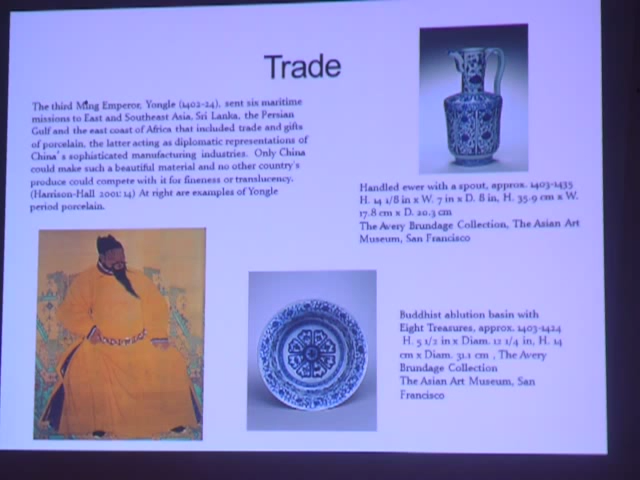 Trade
The third Ming Emperor, Yongle (1402-24), sent six maritime
missions to East and Southeast Asia, Sri Lanka, the Persian
Gulf and the east coast of Africa that included trade and gifts
of porcelain, the latter acting as diplomatic representations of
China's sophisticated manufacturing industries. Only China
could make such a beautiful material and no other country's
produce could compete with it for fineness or translucency.
(Harrison-Hall 2001: 14) At right are examples of Yongle
period porcelain.
Handled ewer with a spout, approx. 1403-1435
H. 14 1/8 in x W. 7 in x D. 8 in, H. 35.9 cm x W.
17.8 cm x D. 20.3 cm
The Avery Brundage Collection, The Asian Art
Museum, San Francisco
Buddhist ablution basin with
Eight Treasures, approx. 1403-1424
H. 5 1/2 in x Diam. 12 1/4 in, H. 14
cm x Diam. 31.1 cm , The Avery
Brundage Collection
The Asian Art Museum, San
Francisco